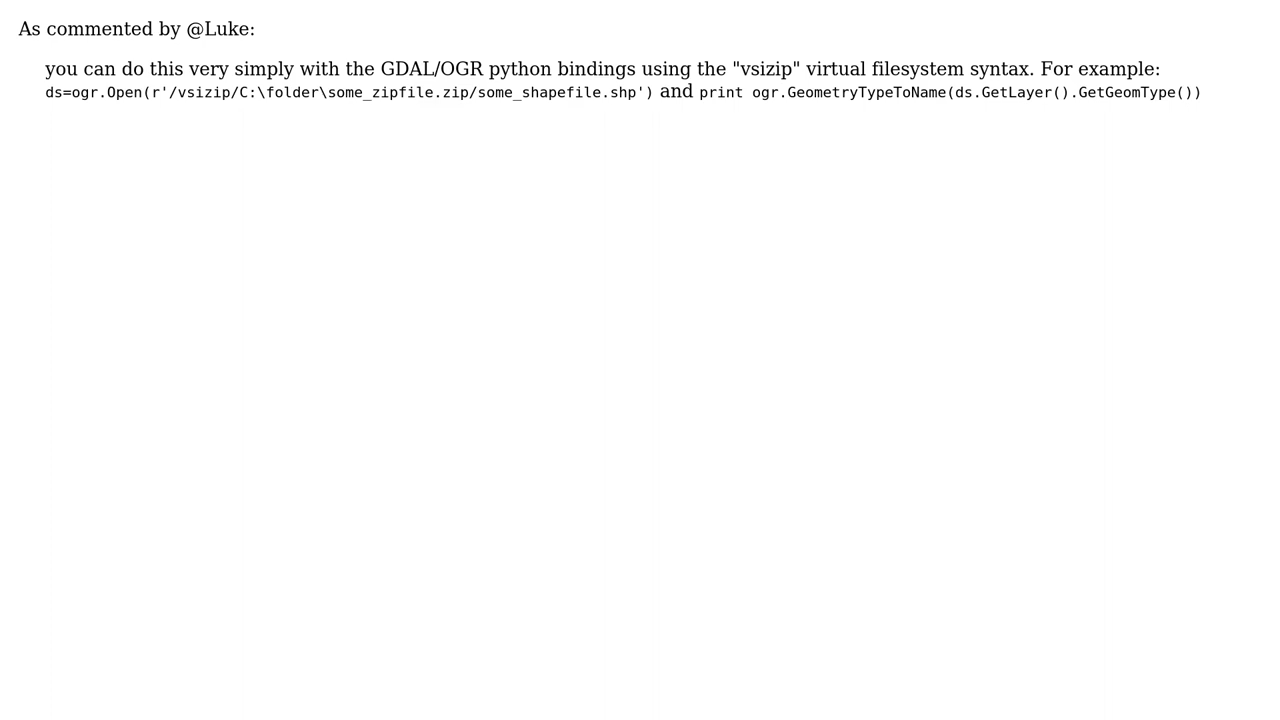 As commented by @Luke:
you can do this very simply with the GDAL/OGR python bindings using the "vsizip" virtual filesystem syntax. For example:
ds=ogr.Open(r'/vsizip/C:\folder\some_zipfile.zip/some_shapefile.shp') and print ogr.GeometryTypeToName(ds.GetLayer().GetGeomType())